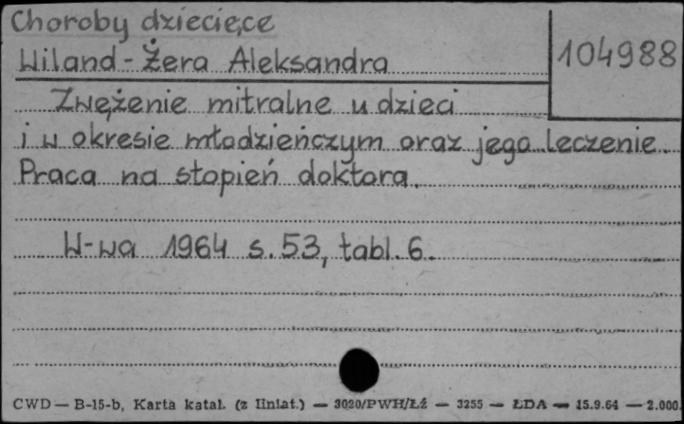 Choroby dziecięce
Wiland-Żera Aleksandra
104988
Zwężenie mitralne u dzieci
i w okresie młodzieńczym oraz jego leczenie.
Praca na stopień doktora.
W-wa 1964 s. 53, tabl. 6.
CWD — B-15-b, Karta katal. (z liniat.) — 3020/PWH/Łź — 3255 — ŁDA — 15.9.64 — 2.000.